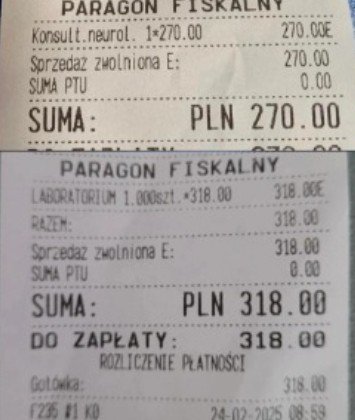 PARAGON FISKALNY
Konsult.neurol. 1*270.00 270.00E
Sprzedaż zwolniona E: 270.00
SUMA PTU 0.00
SUMA: PLN 270.00
PARAGON FISKALNY
LABORATORIUM 1.000szt.*318.00 318.00E
RAZEM: 318.00
Sprzedaż zwolniona E: 318.00
SUMA PTU 0.00
SUMA: PLN 318.00
DO ZAPŁATY: 318.00
ROZLICZENIE PŁATNOŚCI
Gotówka: 318.00
F235 #1 KO 24-02-2025 08:59